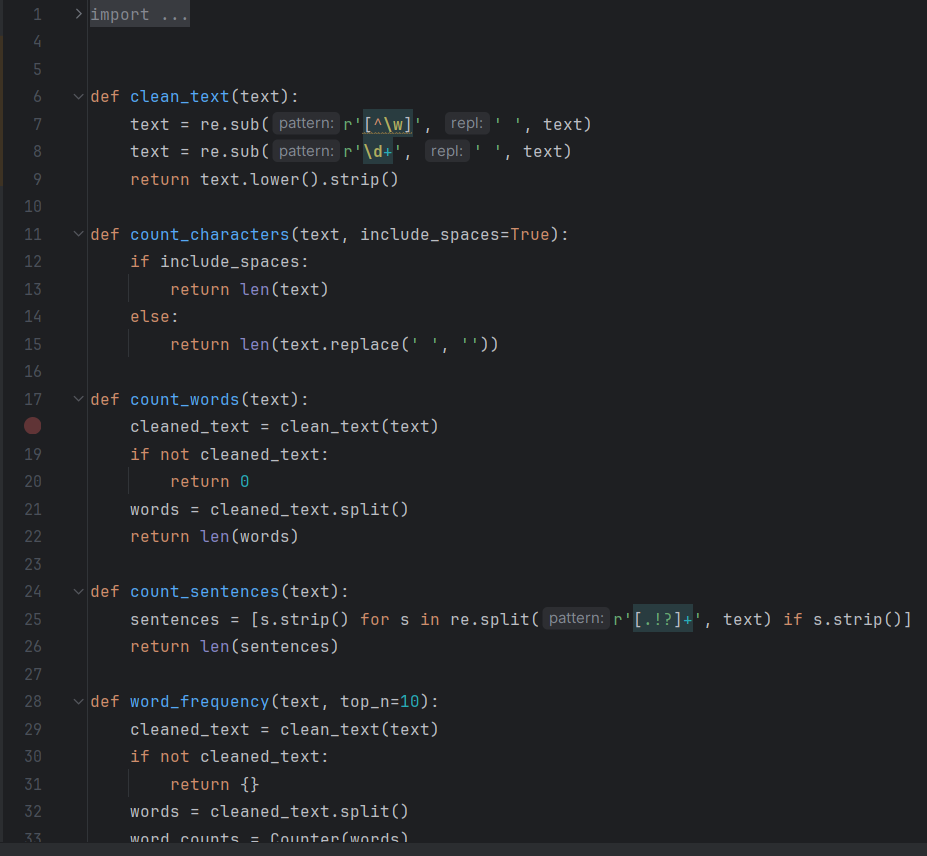 1 import ...
4
5
6 def clean_text(text):
7 text = re.sub( pattern: r'[^\w]', repl: ' ', text)
8 text = re.sub( pattern: r'\d+', repl: ' ', text)
9 return text.lower().strip()
10
11 def count_characters(text, include_spaces=True):
12 if include_spaces:
13 return len(text)
14 else:
15 return len(text.replace(' ', ''))
16
17 def count_words(text):
cleaned_text = clean_text(text)
19 if not cleaned_text:
20 return 0
21 words = cleaned_text.split()
22 return len(words)
23
24 def count_sentences(text):
25 sentences = [s.strip() for s in re.split( pattern: r'[.!?]+', text) if s.strip()]
26 return len(sentences)
27
28 def word_frequency(text, top_n=10):
29 cleaned_text = clean_text(text)
30 if not cleaned_text:
31 return {}
32 words = cleaned_text.split()
33 word_counts = Counter(words)